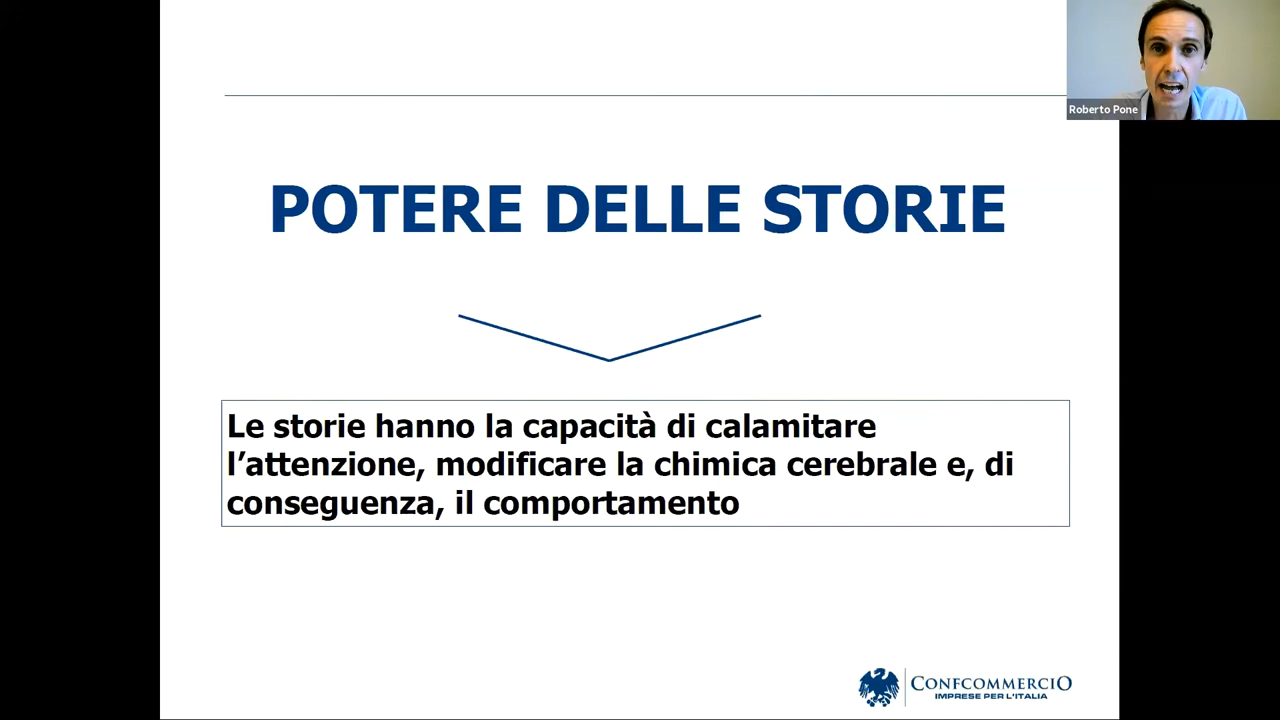 Roberto Pone
POTERE DELLE STORIE
Le storie hanno la capacità di calamitare
l’attenzione, modificare la chimica cerebrale e, di
conseguenza, il comportamento
CONFCOMMERCIO
IMPRESE PER L'ITALIA